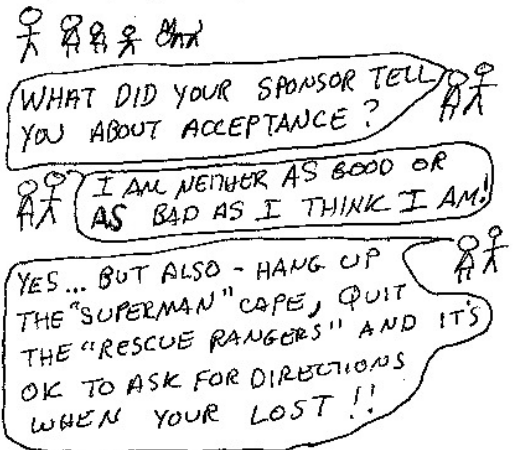 WHAT DID YOUR SPONSOR TELL
YOU ABOUT ACCEPTANCE?
I AM NEITHER AS GOOD OR
AS BAD AS I THINK I AM!
YES... BUT ALSO - HANG UP
THE "SUPERMAN" CAPE, QUIT
THE "RESCUE RANGERS" AND IT'S
OK TO ASK FOR DIRECTIONS
WHEN YOUR LOST!!